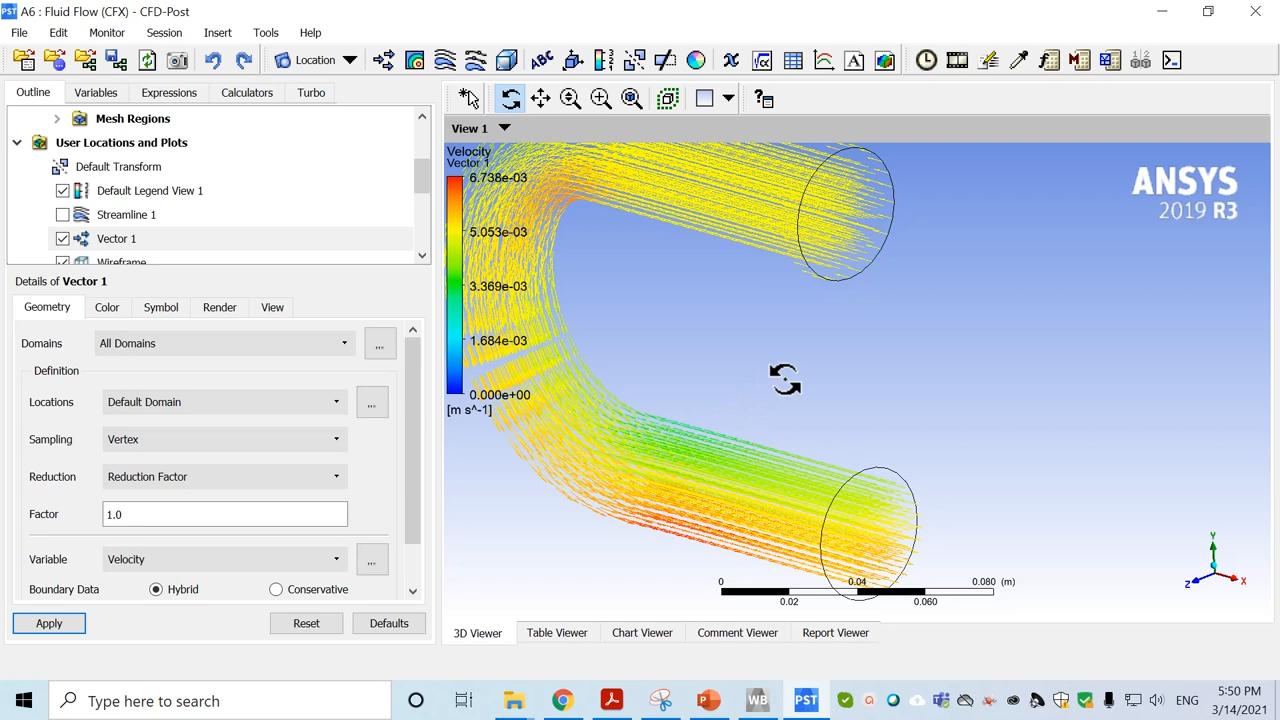 A6 : Fluid Flow (CFX) - CFD-Post
File Edit Monitor Session Insert Tools Help
Location
Outline Variables Expressions Calculators Turbo
Mesh Regions
User Locations and Plots
Default Transform
Default Legend View 1
Streamline 1
Vector 1
Wireframe
Details of Vector 1
Geometry Color Symbol Render View
Domains All Domains ...
Definition
Locations Default Domain ...
Sampling Vertex
Reduction Reduction Factor
Factor 1.0
Variable Velocity ...
Boundary Data Hybrid Conservative
Apply Reset Defaults
View 1
Velocity
Vector 1
6.738e-03
5.053e-03
3.369e-03
1.684e-03
0.000e+00
[m s^-1]
ANSYS
2019 R3
Y
X
Z
0 0.04 0.080 (m)
0.02 0.060
3D Viewer Table Viewer Chart Viewer Comment Viewer Report Viewer
Type here to search
WB
PST
ENG
5:50 PM
3/14/2021